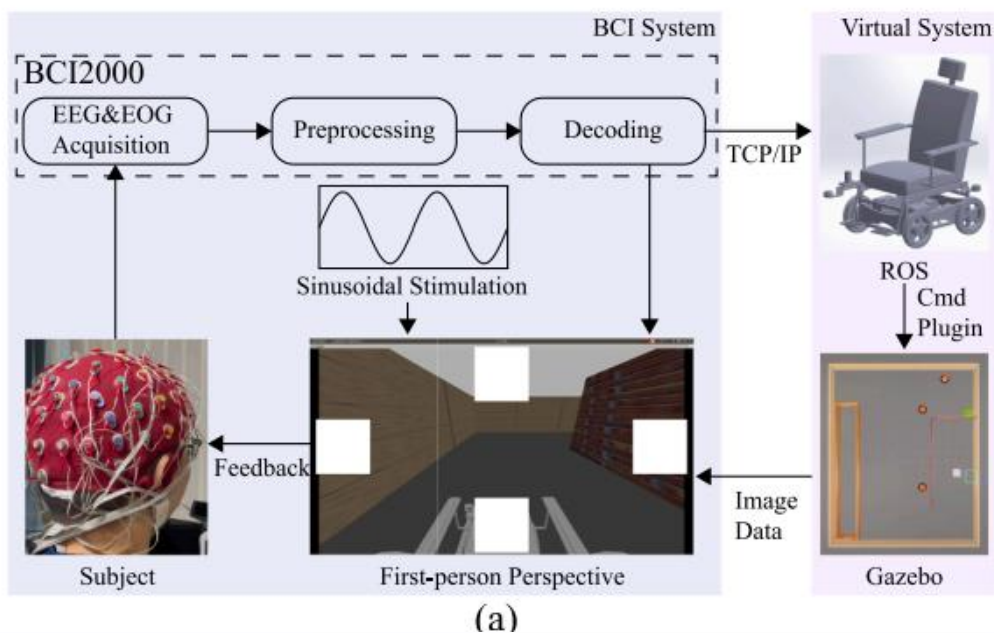 BCI System
Virtual System
BCI2000
EEG&EOG
Acquisition
Preprocessing
Decoding
TCP/IP
Sinusoidal Stimulation
ROS
Cmd
Plugin
Feedback
Image
Data
Subject
First-person Perspective
Gazebo
(a)